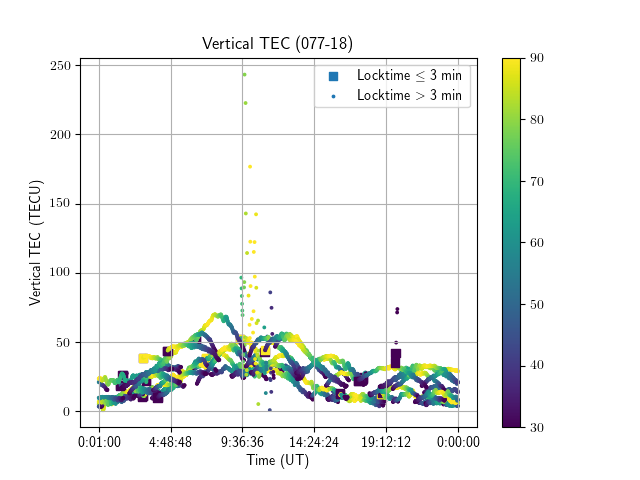 Vertical TEC (077-18)
Locktime ≤ 3 min
Locktime > 3 min
Vertical TEC (TECU)
250
200
150
100
50
0
0:01:00 4:48:48 9:36:36 14:24:24 19:12:12 0:00:00
Time (UT)
90
80
70
60
50
40
30